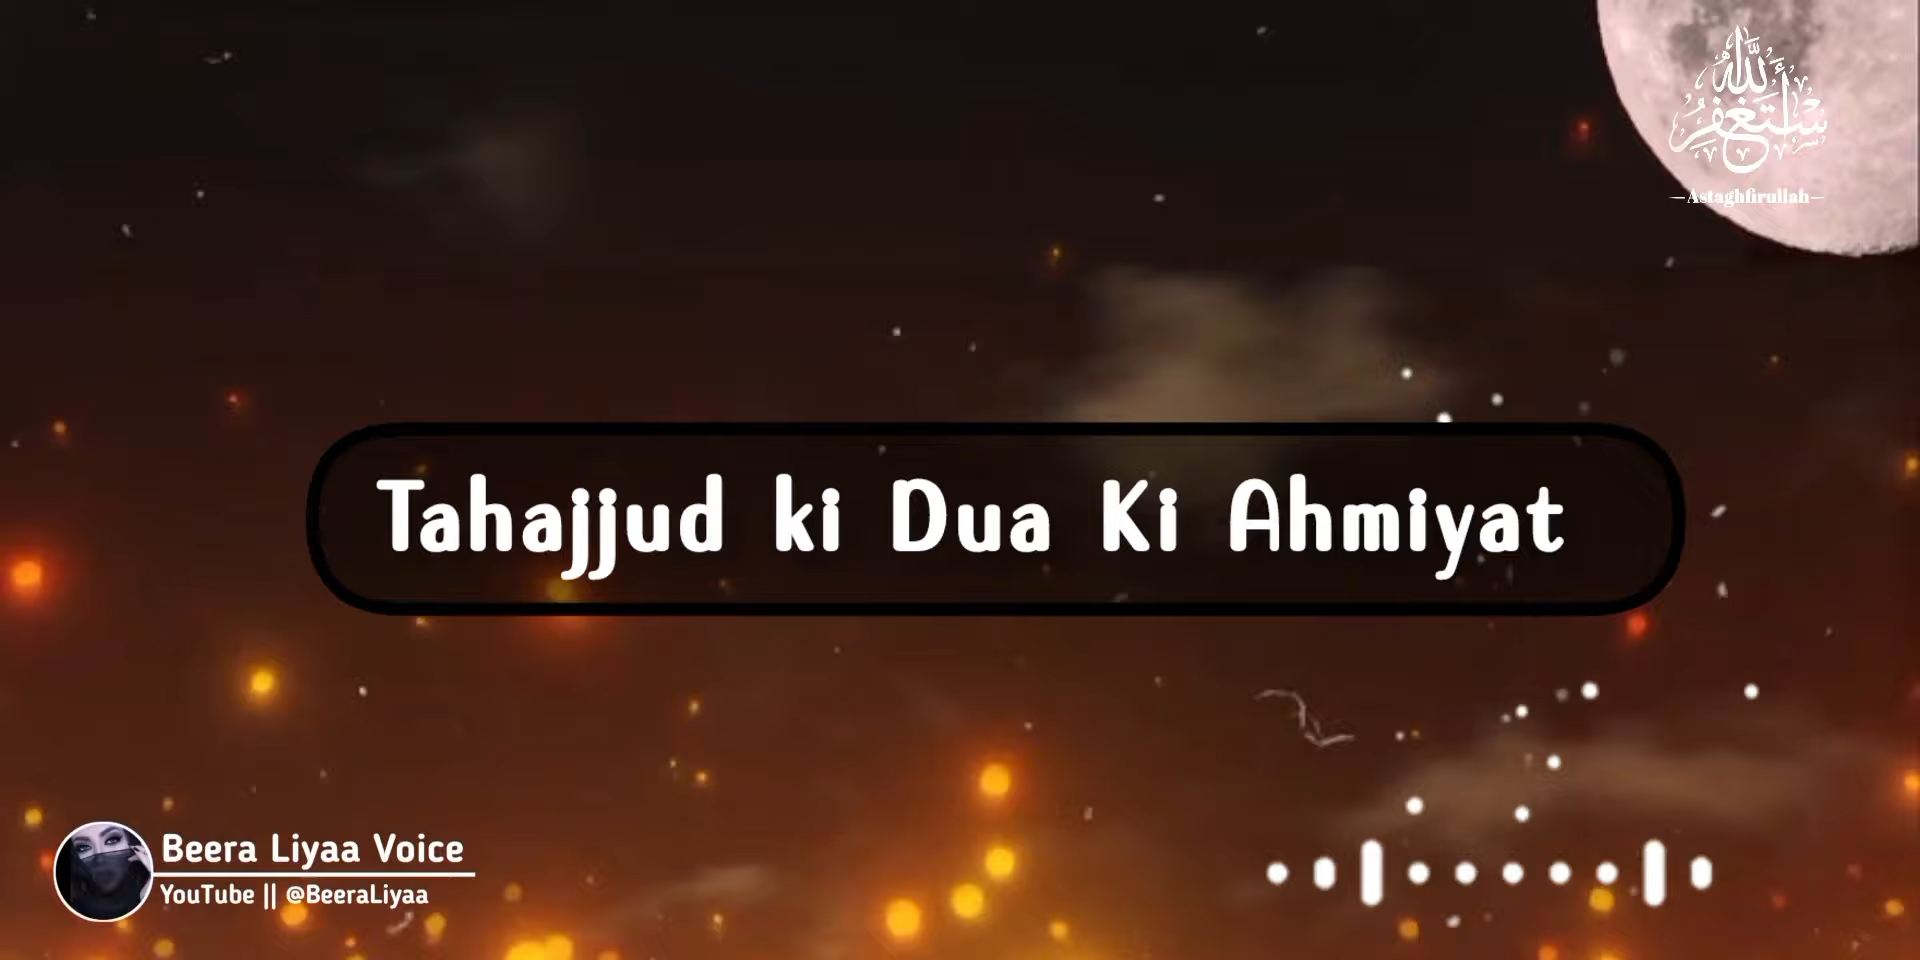 أستغفر الله
—Astaghfirullah—
Tahajjud ki Dua Ki Ahmiyat
Beera Liyaa Voice
YouTube || @BeeraLiyaa